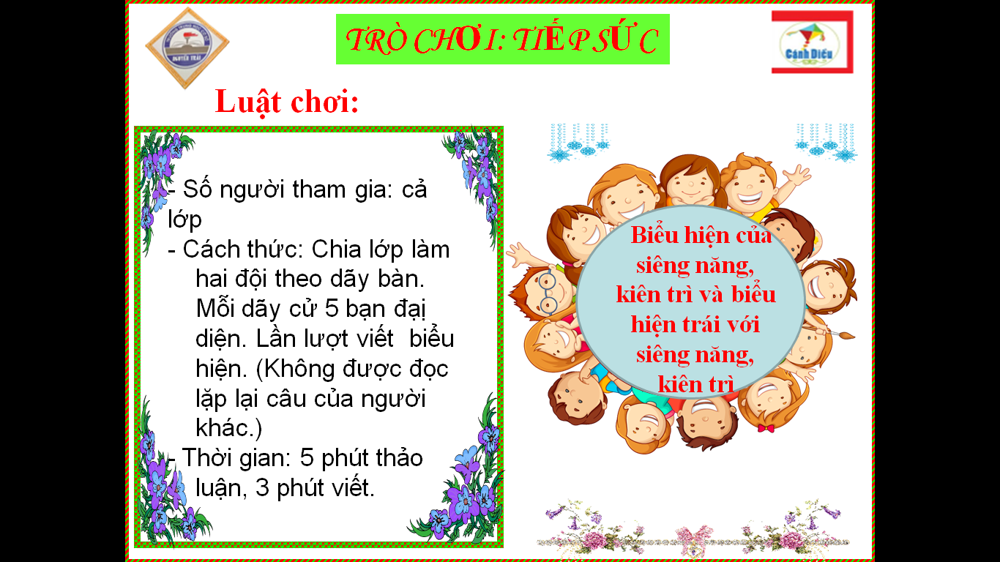 TRÒ CHƠI: TIẾP SỨC
NGUYỄN TRÃI
Cánh Diều
Luật chơi:
- Số người tham gia: cả
lớp
- Cách thức: Chia lớp làm
hai đội theo dãy bàn.
Mỗi dãy cử 5 bạn đại
diện. Lần lượt viết biểu
hiện. (Không được đọc
lặp lại câu của người
khác.)
- Thời gian: 5 phút thảo
luận, 3 phút viết.
Biểu hiện của
siêng năng,
kiên trì và biểu
hiện trái với
siêng năng,
kiên trì